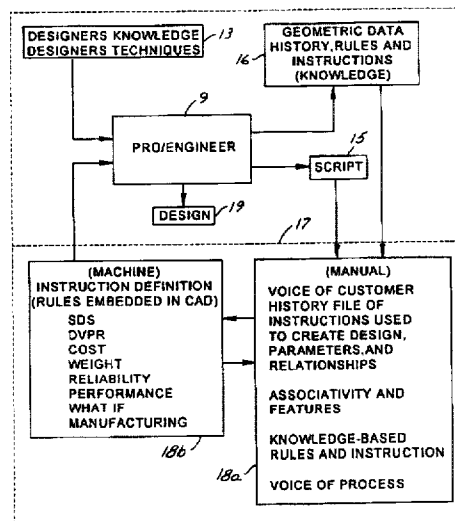 DESIGNERS KNOWLEDGE
DESIGNERS TECHNIQUES
13
GEOMETRIC DATA
HISTORY,RULES AND
INSTRUCTIONS
(KNOWLEDGE)
16
9
PRO/ENGINEER
15
SCRIPT
DESIGN
19
17
(MACHINE)
INSTRUCTION DEFINITION
(RULES EMBEDDED IN CAD)
SDS
DVPR
COST
WEIGHT
RELIABILITY
PERFORMANCE
WHAT IF
MANUFACTURING
18b
(MANUAL)
VOICE OF CUSTOMER
HISTORY FILE OF
INSTRUCTIONS USED
TO CREATE DESIGN,
PARAMETERS,AND
RELATIONSHIPS
ASSOCIATIVITY AND
FEATURES
KNOWLEDGE-BASED
RULES AND INSTRUCTION
VOICE OF PROCESS
18a